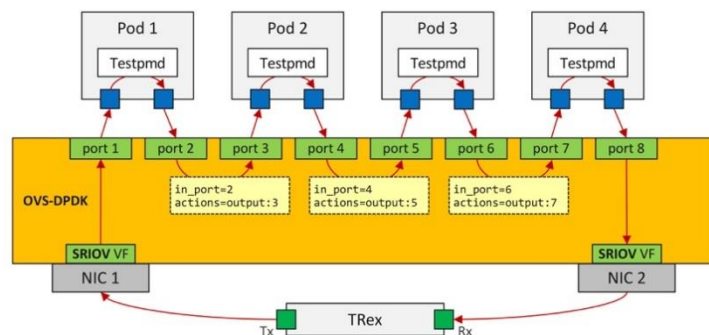 Pod 1
Pod 2
Pod 3
Pod 4
Testpmd
Testpmd
Testpmd
Testpmd
port 1
port 2
port 3
port 4
port 5
port 6
port 7
port 8
in_port=2
actions=output:3
in_port=4
actions=output:5
in_port=6
actions=output:7
OVS-DPDK
SRIOV VF
SRIOV VF
NIC 1
NIC 2
TRex
Tx
Rx